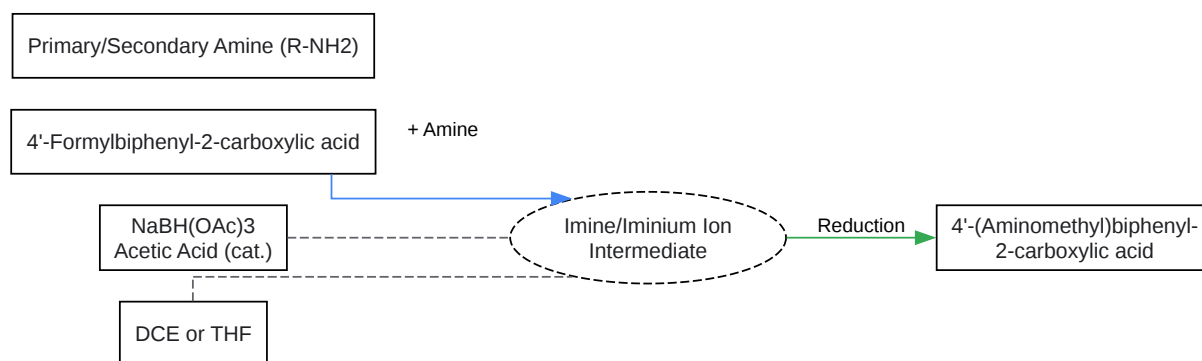 Primary/Secondary Amine (R-NH2)
4'-Formylbiphenyl-2-carboxylic acid
+ Amine
NaBH(OAc)3
Acetic Acid (cat.)
Imine/Iminium Ion
Intermediate
Reduction
4'-(Aminomethyl)biphenyl-
2-carboxylic acid
DCE or THF